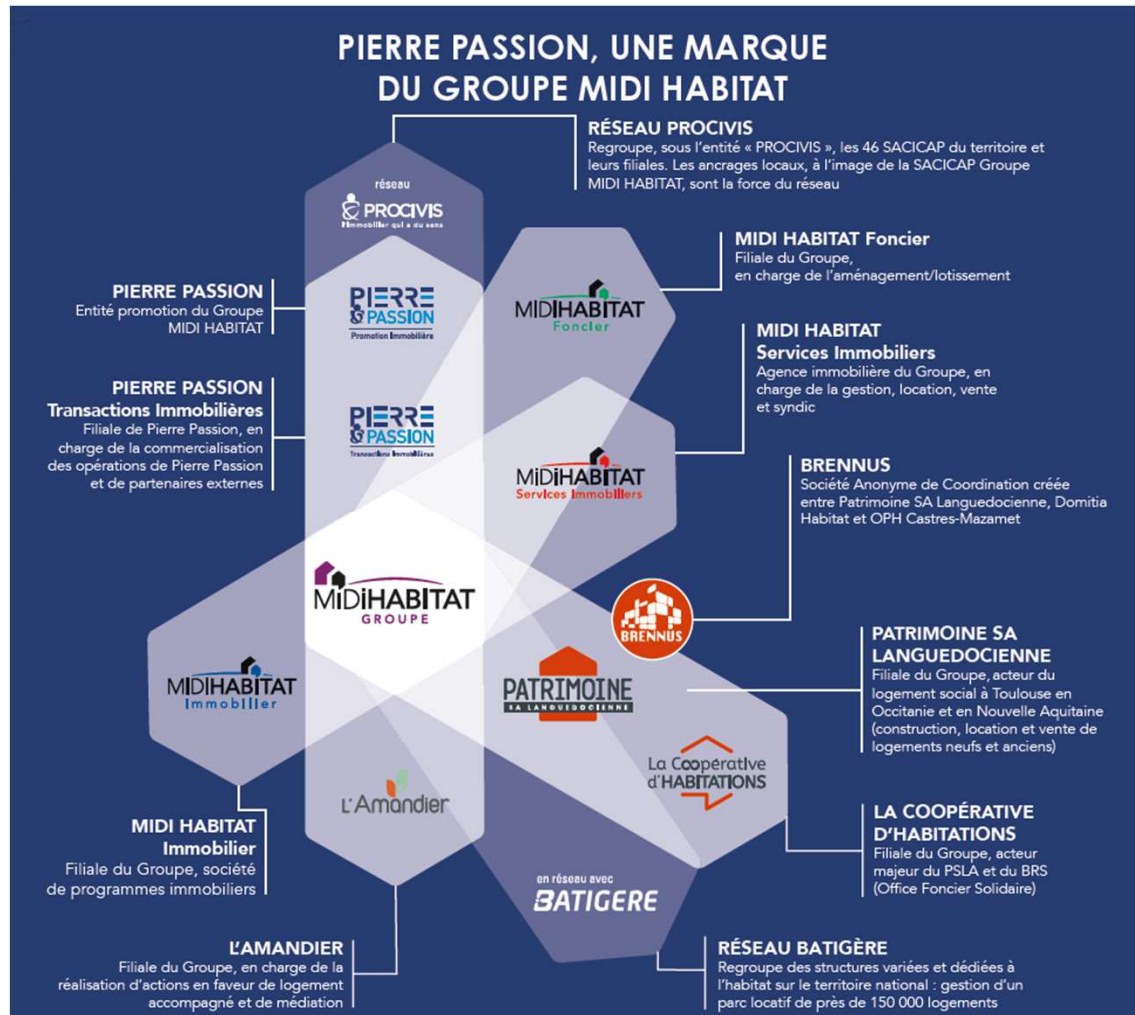 PIERRE PASSION, UNE MARQUE
DU GROUPE MIDI HABITAT
RÉSEAU PROCIVIS
Regroupe, sous l'entité « PROCIVIS », les 46 SACICAP du territoire et
leurs filiales. Les ancrages locaux, à l'image de la SACICAP Groupe
MIDI HABITAT, sont la force du réseau
réseau
PROCIVIS
l'immobilier qui a du sens
MIDI HABITAT Foncier
Filiale du Groupe,
en charge de l'aménagement/lotissement
PIERRE PASSION
Entité promotion du Groupe
MIDI HABITAT
PIERRE
& PASSION
Promotion Immobilière
MIDIHABITAT
Foncier
MIDI HABITAT
Services Immobiliers
Agence immobilière du Groupe, en
charge de la gestion, location, vente
et syndic
PIERRE PASSION
Transactions Immobilières
Filiale de Pierre Passion, en
charge de la commercialisation
des opérations de Pierre Passion
et de partenaires externes
PIERRE
& PASSION
Transactions Immobilières
MIDIHABITAT
Services Immobiliers
BRENNUS
Société Anonyme de Coordination créée
entre Patrimoine SA Languedocienne, Domitia
Habitat et OPH Castres-Mazamet
MIDIHABITAT
GROUPE
BRENNUS
PATRIMOINE SA
LANGUEDOCIENNE
Filiale du Groupe, acteur du
logement social à Toulouse en
Occitanie et en Nouvelle Aquitaine
(construction, location et vente de
logements neufs et anciens)
MIDIHABITAT
Immobilier
PATRIMOINE
SA LANGUEDOCIENNE
La Coopérative
d'HABITATIONS
L'Amandier
MIDI HABITAT
Immobilier
Filiale du Groupe, société
de programmes immobiliers
LA COOPÉRATIVE
D'HABITATIONS
Filiale du Groupe, acteur
majeur du PSLA et du BRS
(Office Foncier Solidaire)
en réseau avec
BATIGERE
L'AMANDIER
Filiale du Groupe, en charge de la
réalisation d'actions en faveur de logement
accompagné et de médiation
RÉSEAU BATIGÈRE
Regroupe des structures variées et dédiées à
l'habitat sur le territoire national : gestion d'un
parc locatif de près de 150 000 logements